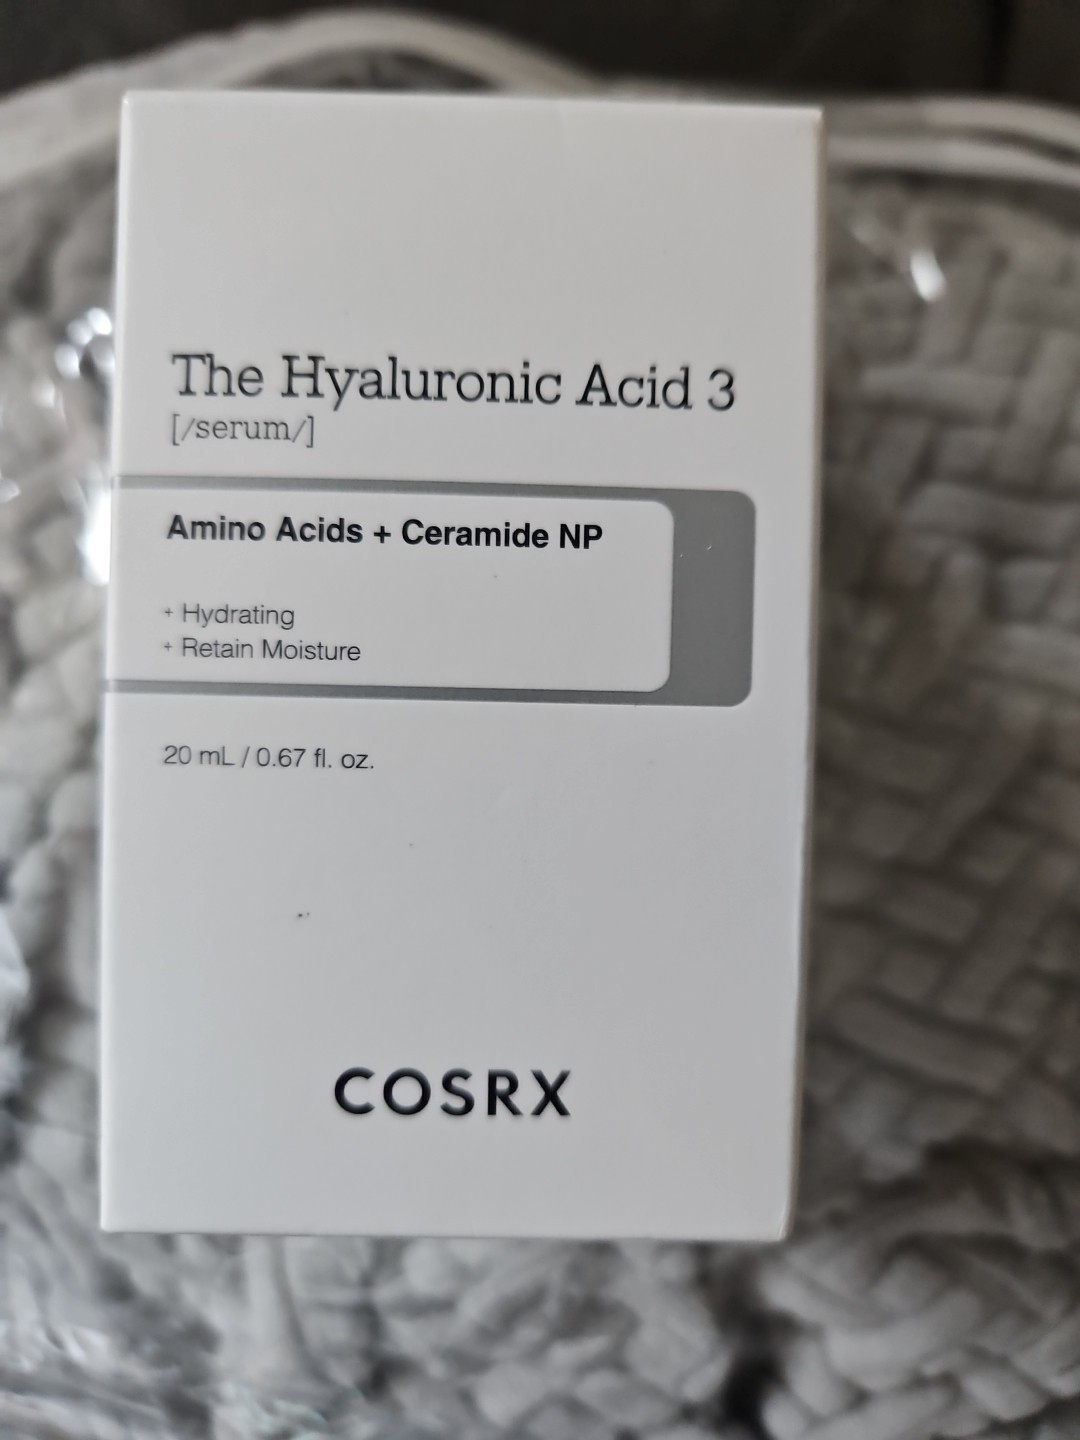 The Hyaluronic Acid 3
[/serum/]
Amino Acids + Ceramide NP
+ Hydrating
+ Retain Moisture
20 mL / 0.67 fl. oz.
COSRX